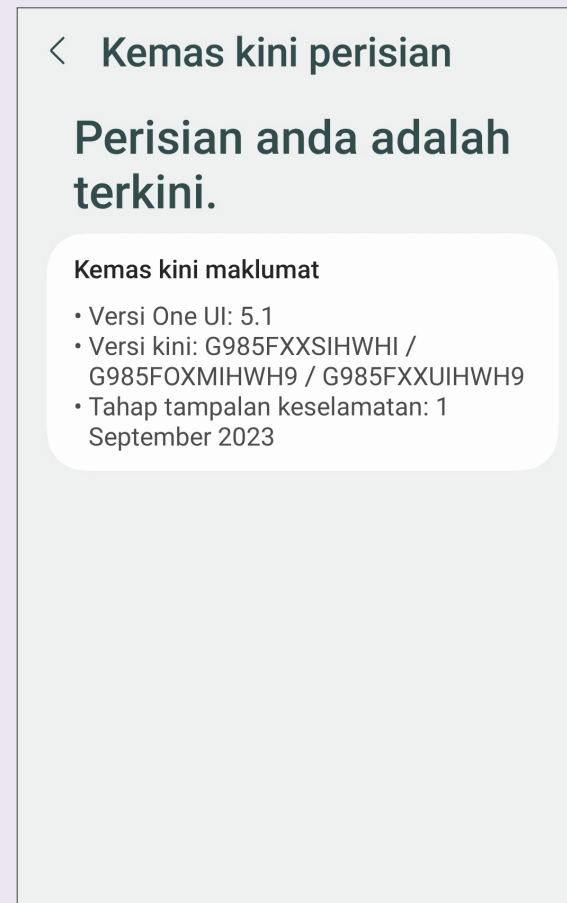 Kemas kini perisian
Perisian anda adalah
terkini.
Kemas kini maklumat
• Versi One UI: 5.1
• Versi kini: G985FXXSIHWHI /
G985FOXMIHWH9 / G985FXXUIHWH9
• Tahap tampalan keselamatan: 1
September 2023